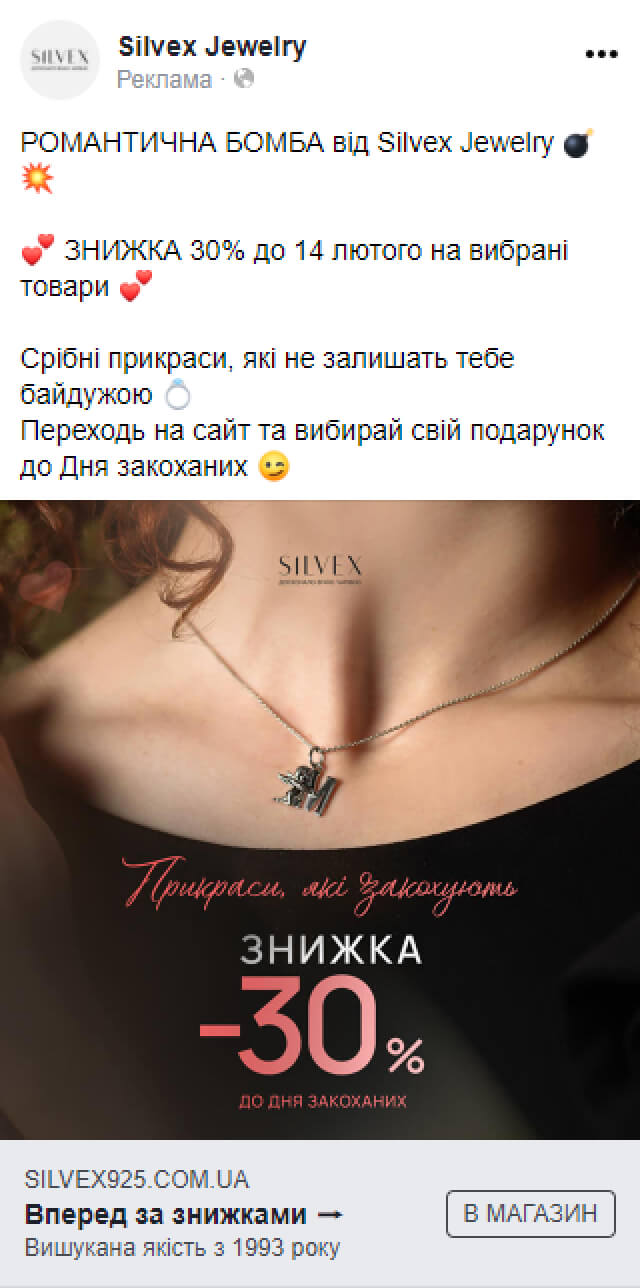 SILVEX
Silvex Jewelry
Реклама ·
РОМАНТИЧНА БОМБА від Silvex Jewelry 💣
💥
💕 ЗНИЖКА 30% до 14 лютого на вибрані
товари 💕
Срібні прикраси, які не залишать тебе
байдужою 💍
Переходь на сайт та вибирай свій подарунок
до Дня закоханих 😉
SILVEX
Прикраси, які закохують
ЗНИЖКА
-30%
ДО ДНЯ ЗАКОХАНИХ
SILVEX925.COM.UA
Вперед за знижками →
Вишукана якість з 1993 року
В МАГАЗИН